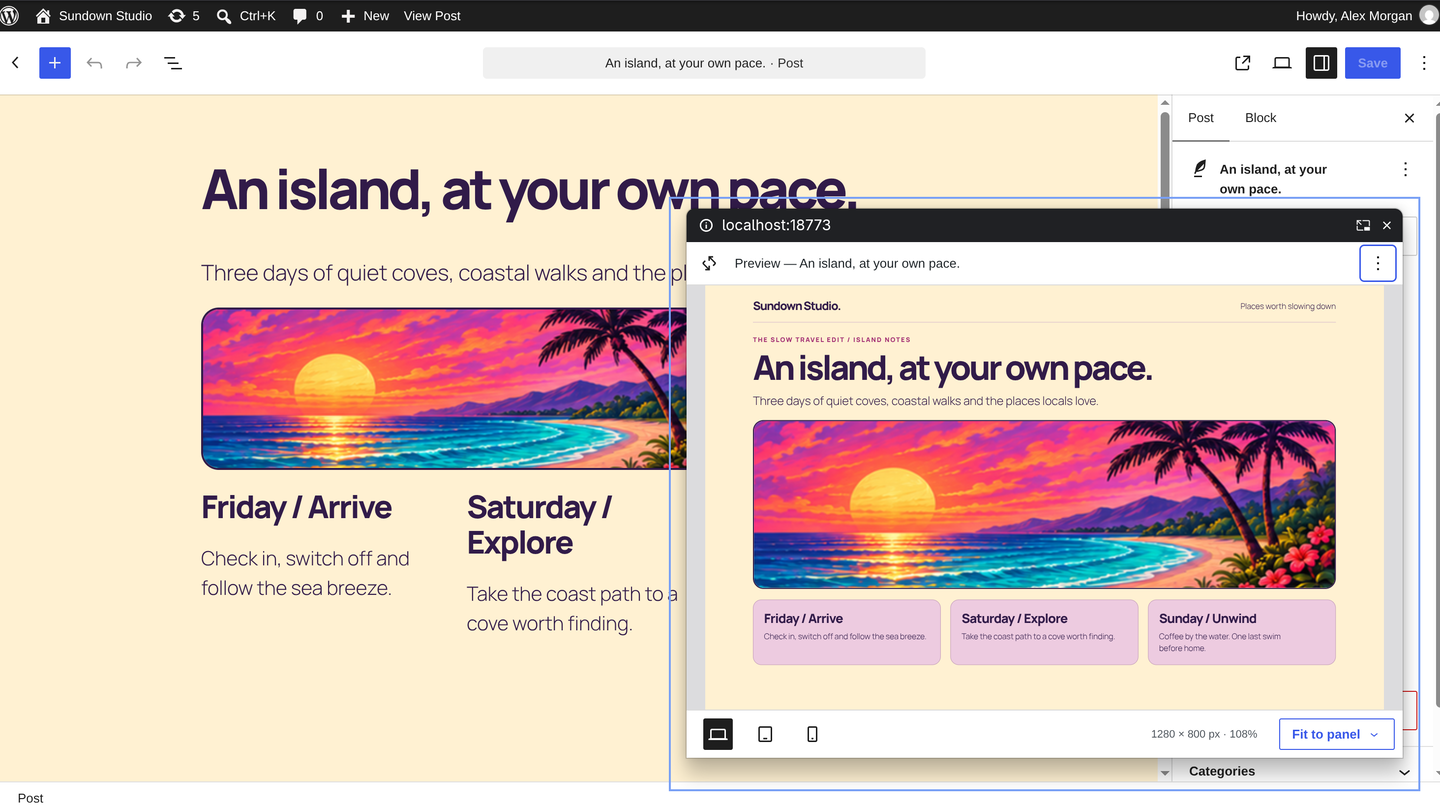 Sundown Studio 5 Ctrl+K 0 New View Post Howdy, Alex Morgan
An island, at your own pace. · Post
Save
Post Block
An island, at your own pace.
An island, at your
own pace.
Three days of quiet coves, coastal walks and the pl
Friday / Arrive
Check in, switch off and
follow the sea breeze.
Saturday /
Explore
Take the coast path to a
cove worth finding.
localhost:18773
Preview — An island, at your own pace.
Sundown Studio.
Places worth slowing down
THE SLOW TRAVEL EDIT / ISLAND NOTES
An island, at your own pace.
Three days of quiet coves, coastal walks and the places locals love.
Friday / Arrive
Check in, switch off and follow the sea breeze.
Saturday / Explore
Take the coast path to a cove worth finding.
Sunday / Unwind
Coffee by the water. One last swim
before home.
1280 × 800 px · 108%
Fit to panel
Categories
Post